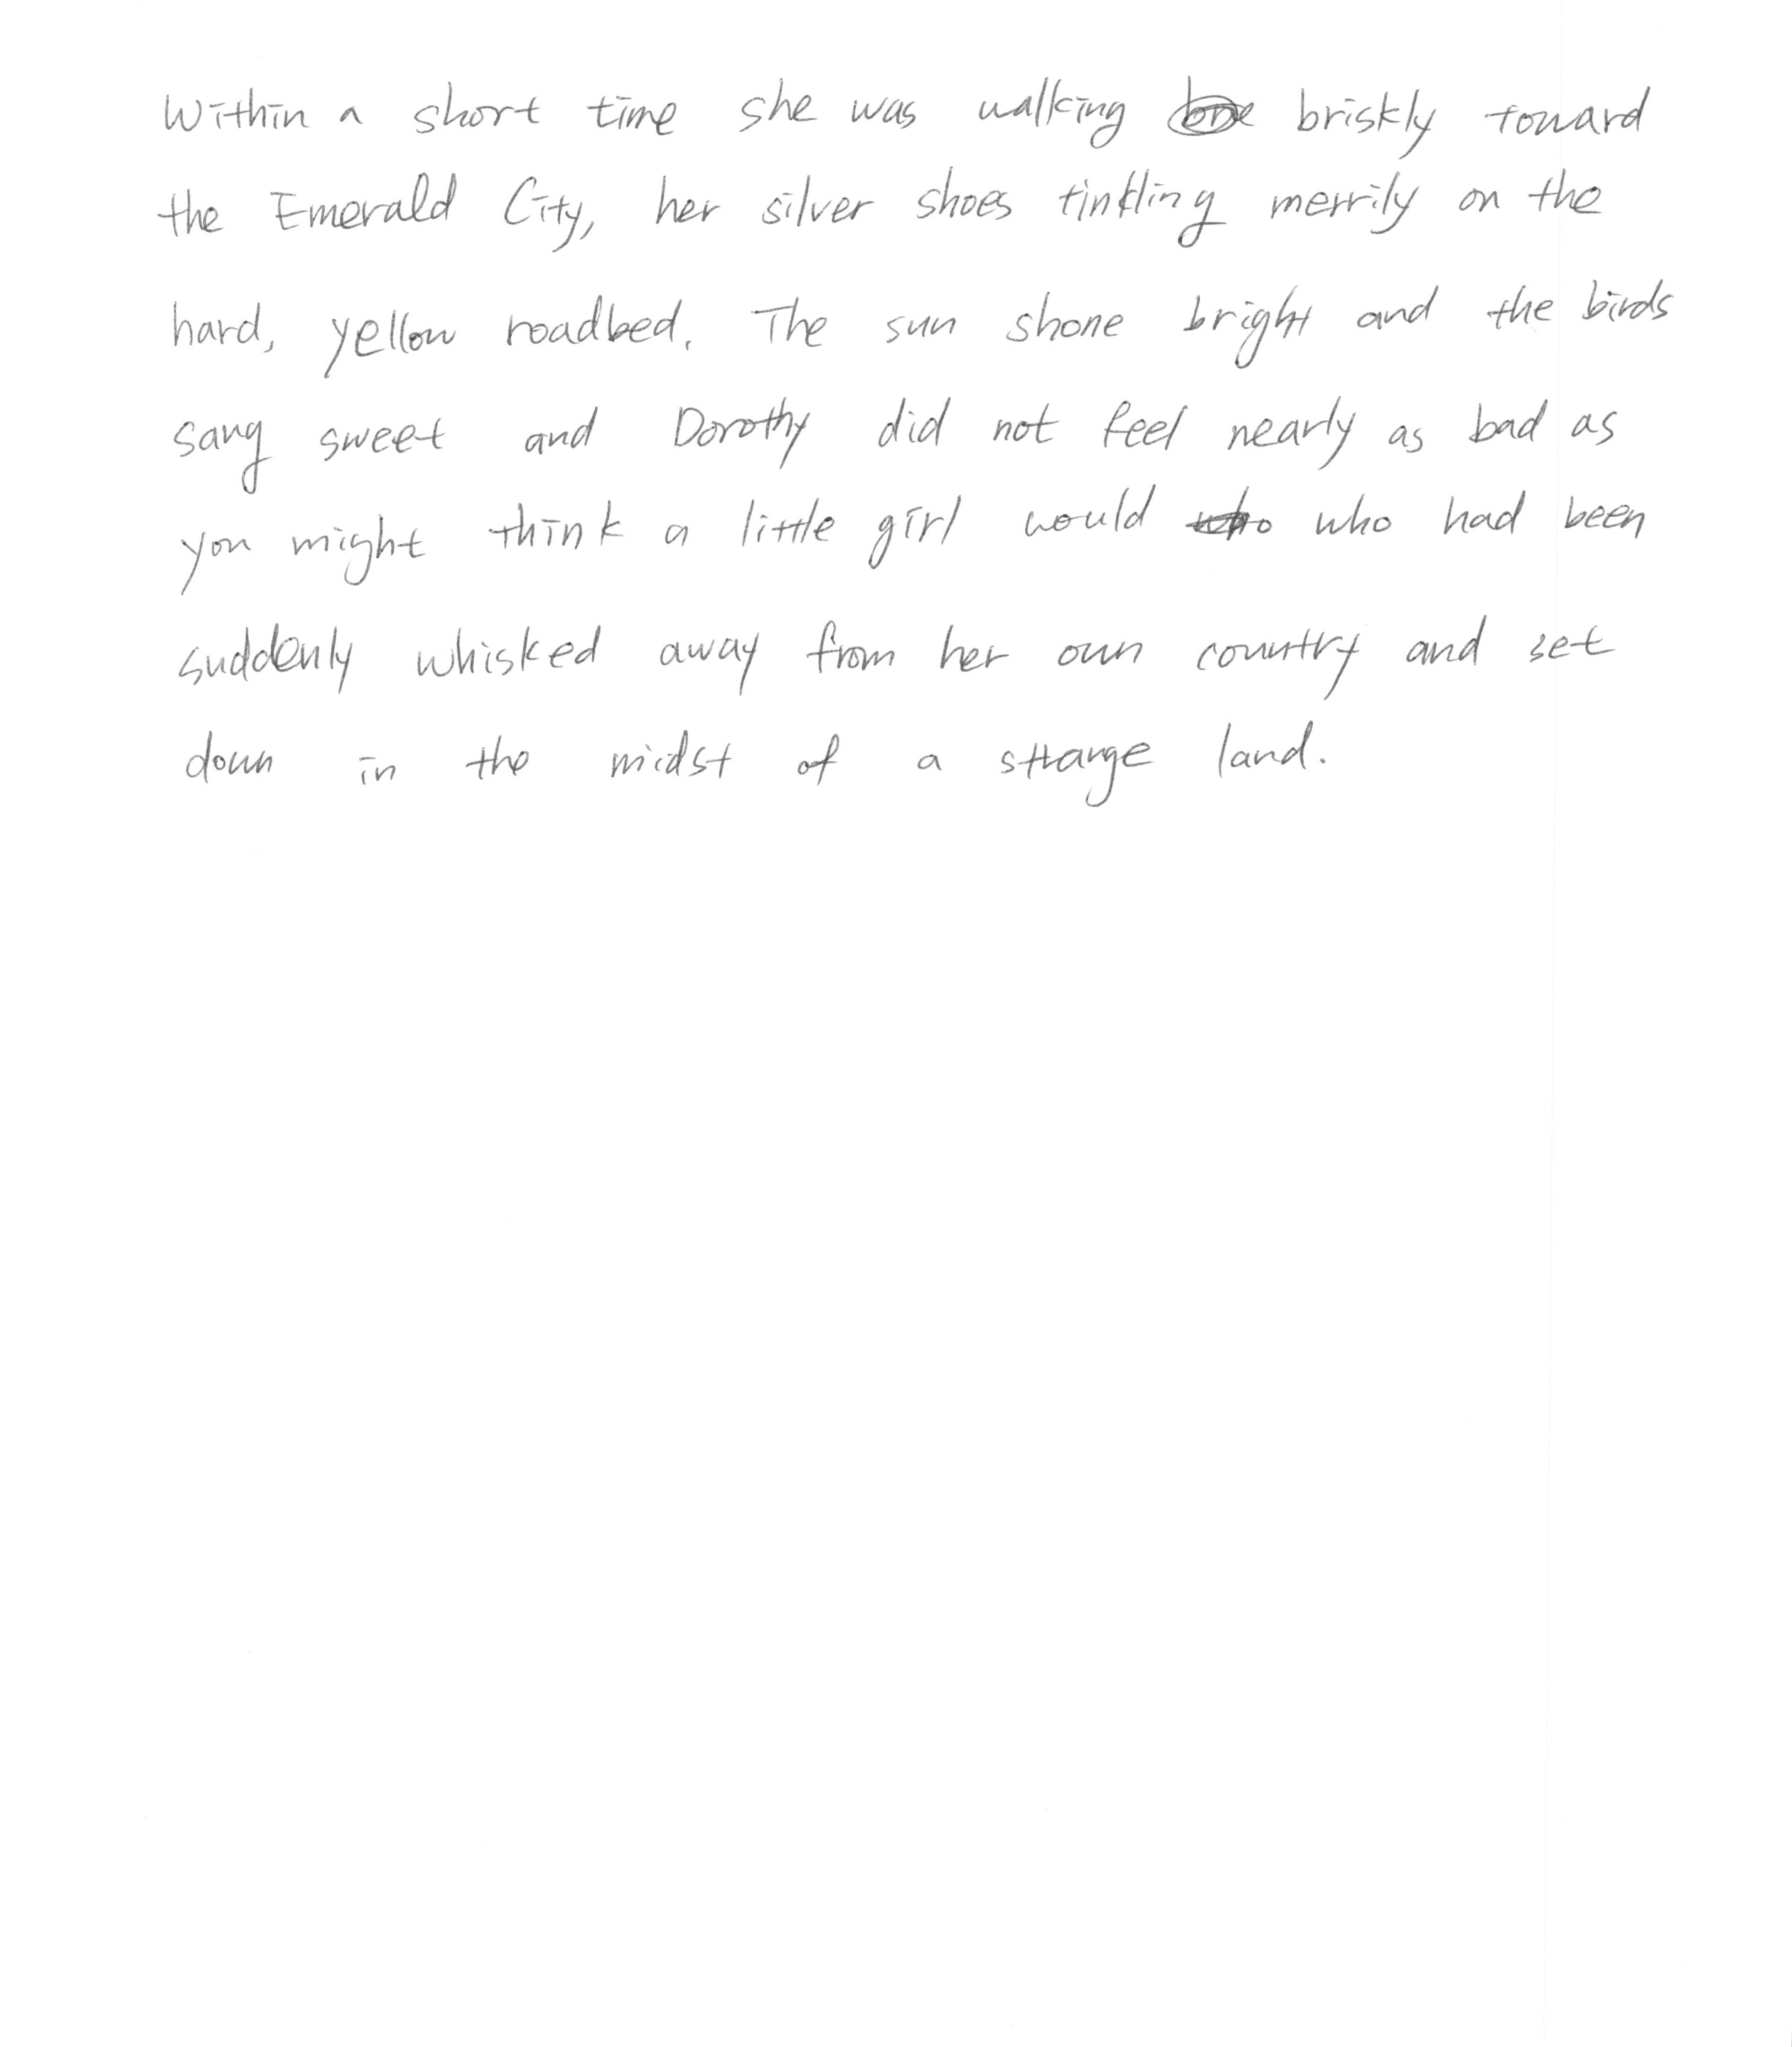 Within a short time she was walking briskly toward
the Emerald City, her silver shoes tinkling merrily on the
hard, yellow roadbed. The sun shone bright and the birds
sang sweet and Dorothy did not feel nearly as bad as
you might think a little girl would who who had been
suddenly whisked away from her own country and set
down in the midst of a strange land.